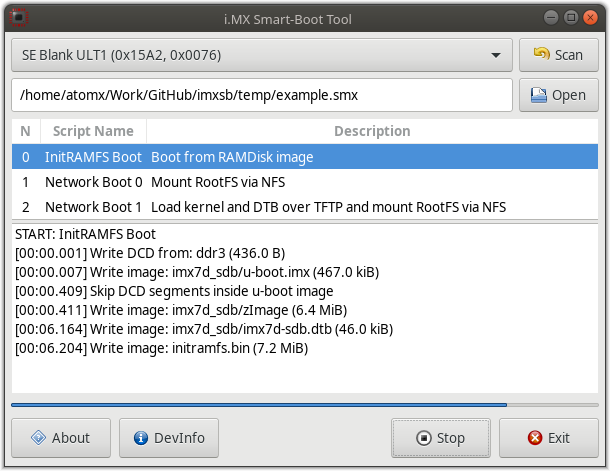 i.MX Smart-Boot Tool
SE Blank ULT1 (0x15A2, 0x0076)
Scan
/home/atomx/Work/GitHub/imxsb/temp/example.smx
Open
N Script Name Description
0 InitRAMFS Boot Boot from RAMDisk image
1 Network Boot 0 Mount RootFS via NFS
2 Network Boot 1 Load kernel and DTB over TFTP and mount RootFS via NFS
START: InitRAMFS Boot
[00:00.001] Write DCD from: ddr3 (436.0 B)
[00:00.007] Write image: imx7d_sdb/u-boot.imx (467.0 kiB)
[00:00.409] Skip DCD segments inside u-boot image
[00:00.411] Write image: imx7d_sdb/zImage (6.4 MiB)
[00:06.164] Write image: imx7d_sdb/imx7d-sdb.dtb (46.0 kiB)
[00:06.204] Write image: initramfs.bin (7.2 MiB)
About DevInfo Stop Exit